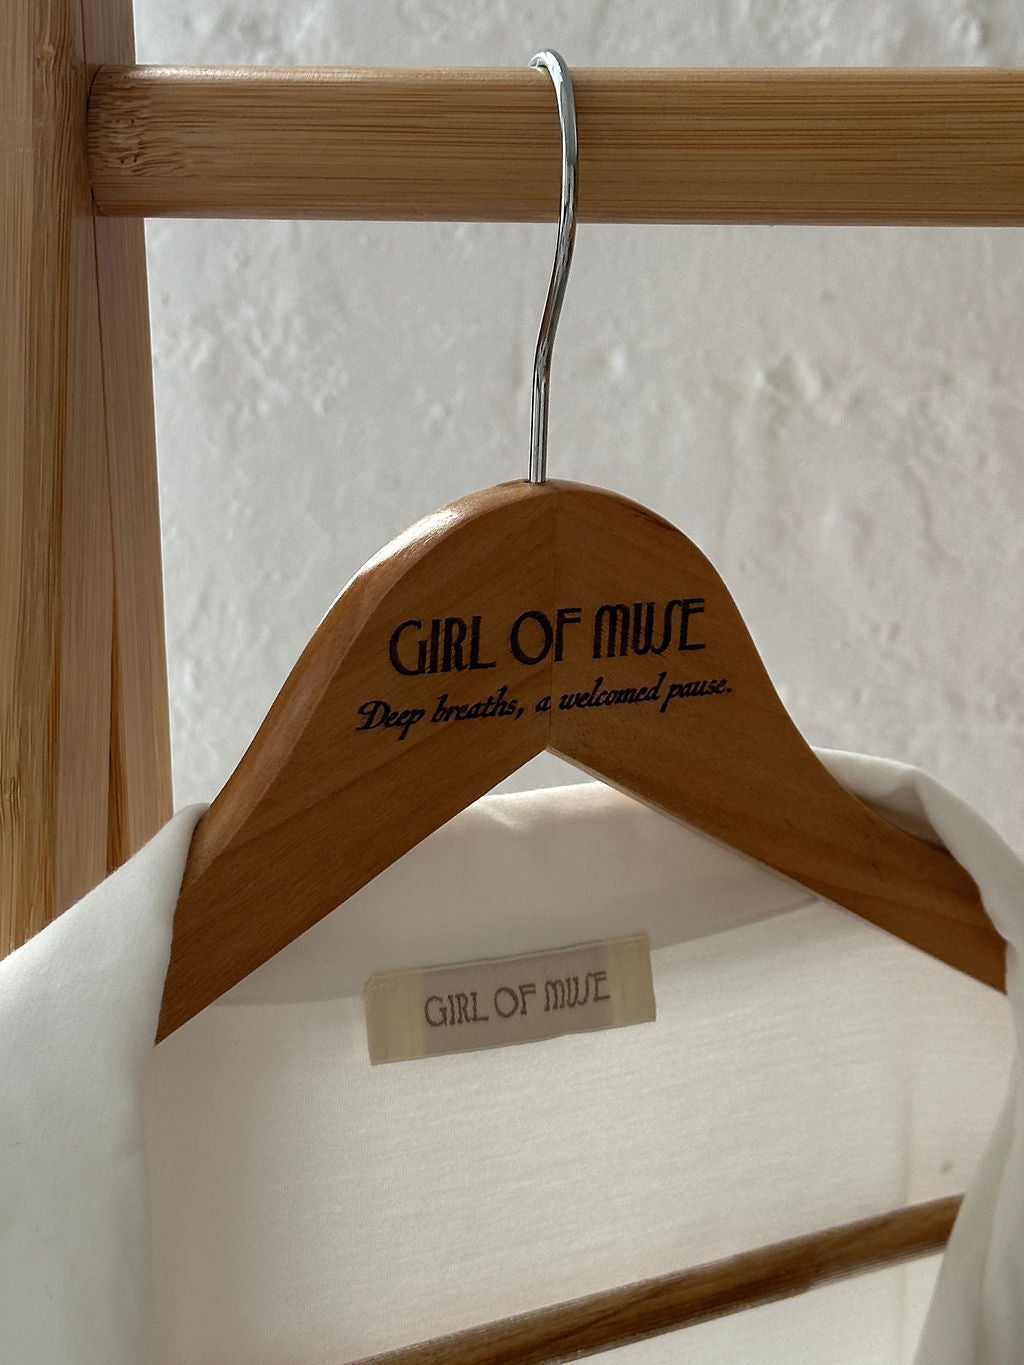 GIRL OF MUSE
Deep breaths, a welcomed pause.
GIRL OF MUSE